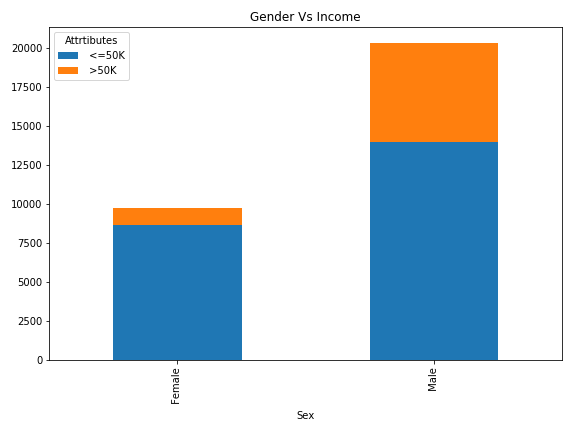 Gender Vs Income
Attrtibutes
<=50K
>50K
20000
17500
15000
12500
10000
7500
5000
2500
0
Female
Male
Sex